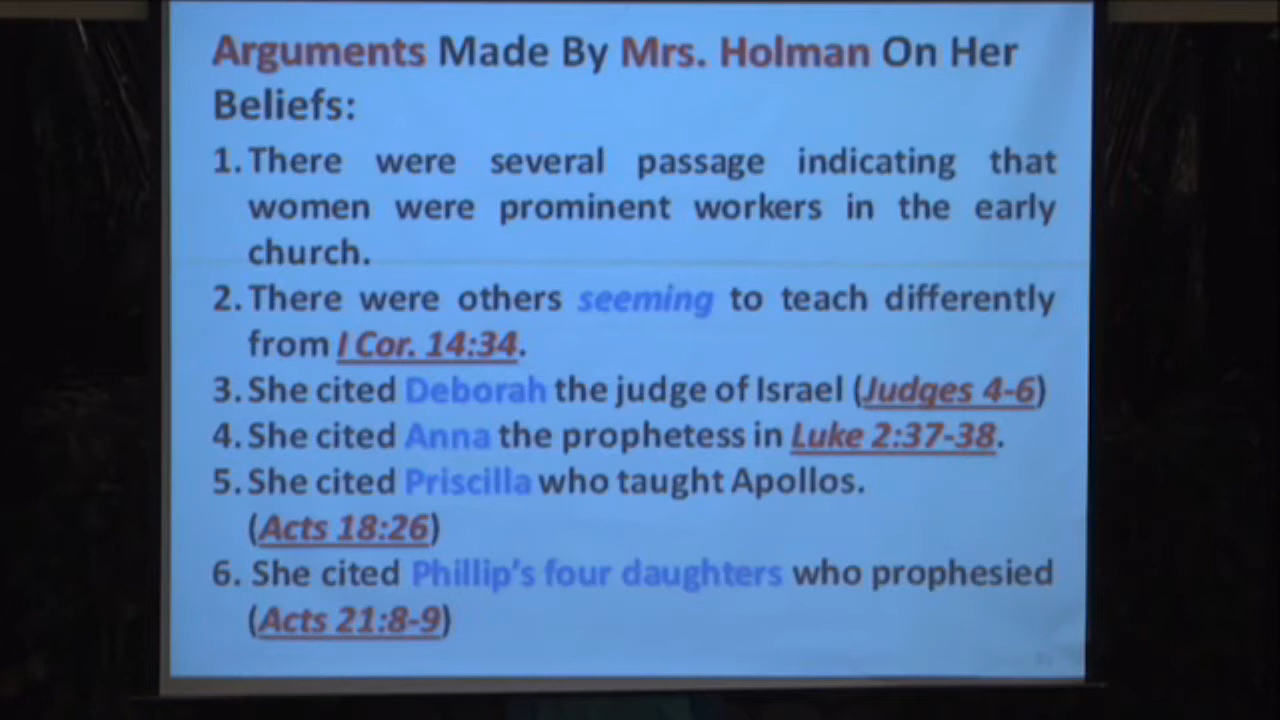 Arguments Made By Mrs. Holman On Her
Beliefs:
1. There were several passage indicating that
women were prominent workers in the early
church.
2. There were others seeming to teach differently
from I Cor. 14:34.
3. She cited Deborah the judge of Israel (Judges 4-6)
4. She cited Anna the prophetess in Luke 2:37-38.
5. She cited Priscilla who taught Apollos.
(Acts 18:26)
6. She cited Phillip's four daughters who prophesied
(Acts 21:8-9)